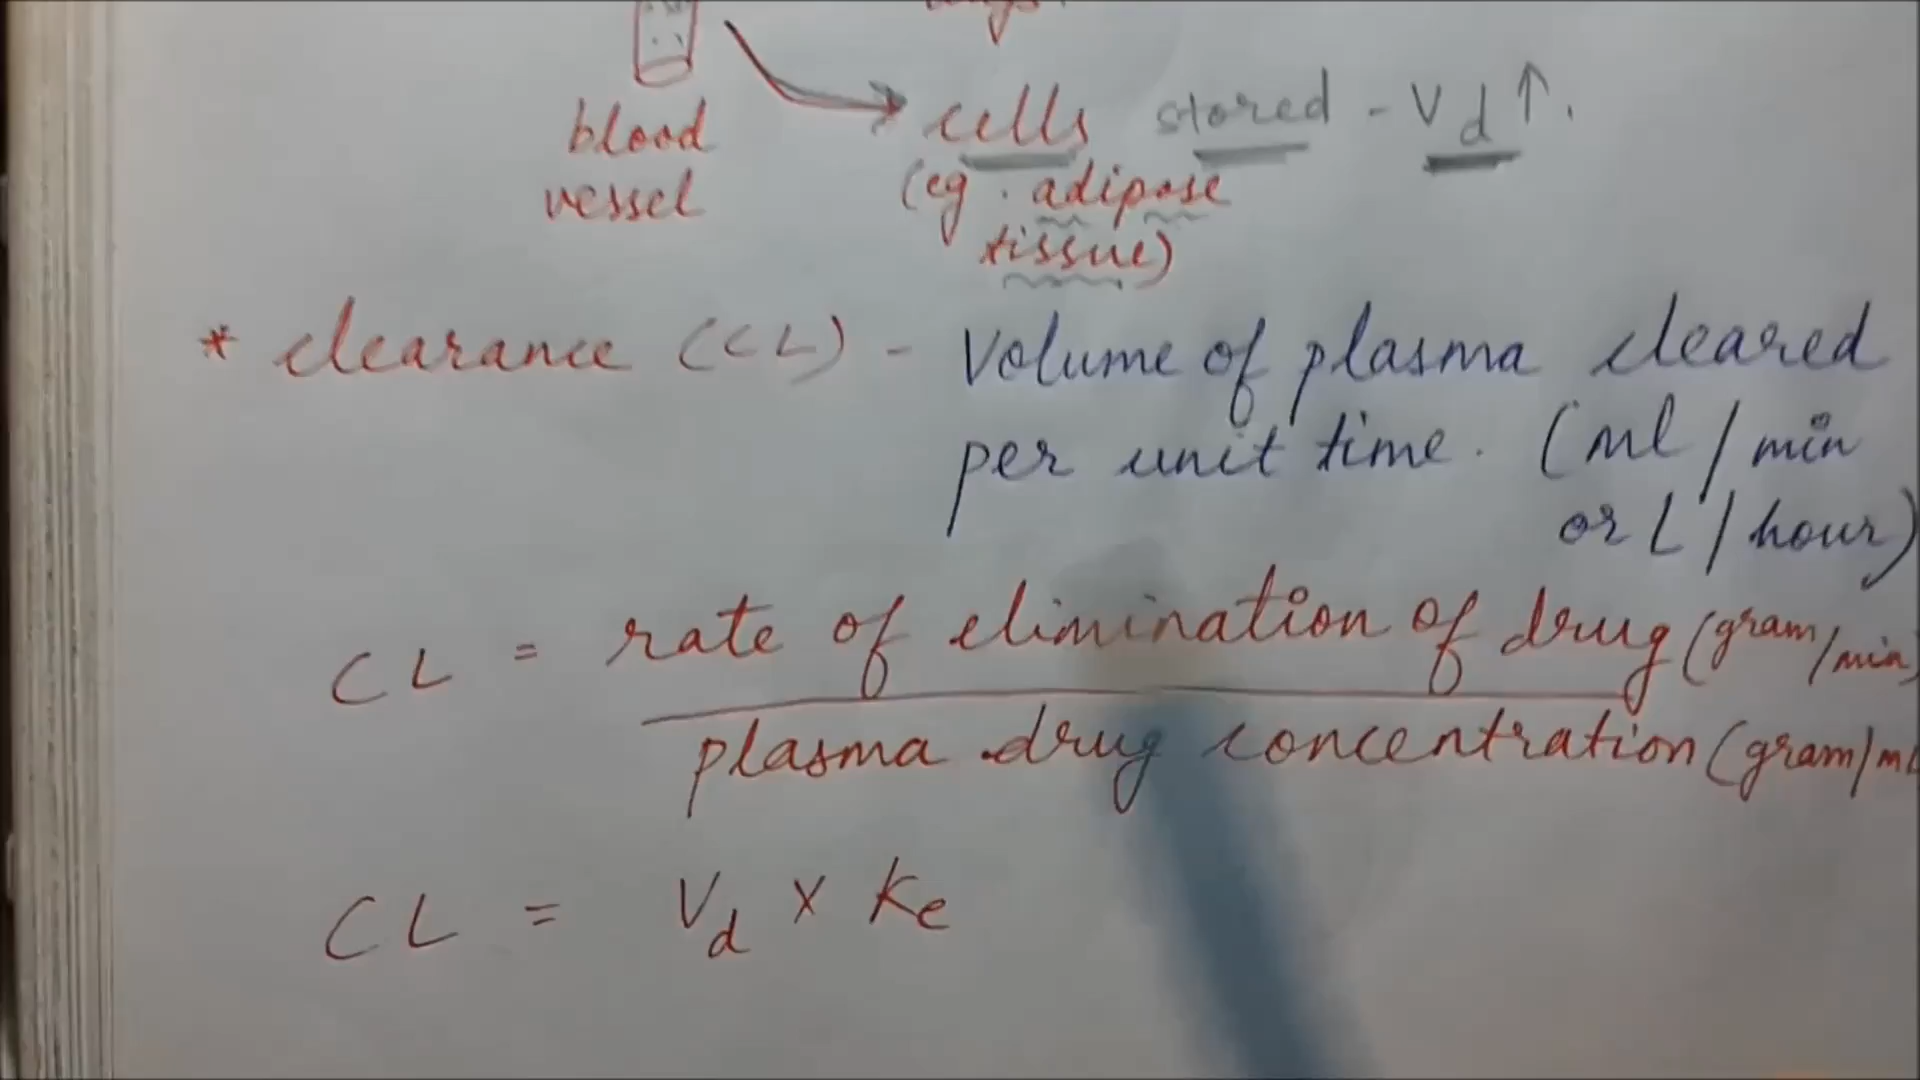 blood
vessel
cells stored - Vd ↑.
(eg. adipose
tissue)
* clearance (CL) - Volume of plasma cleared
per unit time. (ml / min
or L / hour)
CL = rate of elimination of drug (gram/min)
plasma drug concentration (gram/ml
CL = Vd x Ke